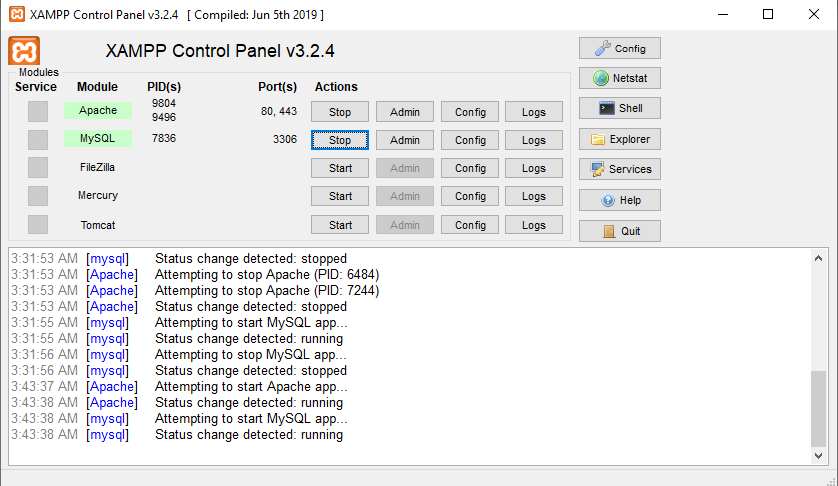 XAMPP Control Panel v3.2.4 [ Compiled: Jun 5th 2019 ]
XAMPP Control Panel v3.2.4
Config
Modules
Service Module PID(s) Port(s) Actions
Netstat
Apache 9804 9496 80, 443 Stop Admin Config Logs
Shell
MySQL 7836 3306 Stop Admin Config Logs
Explorer
FileZilla Start Admin Config Logs
Services
Mercury Start Admin Config Logs
Help
Tomcat Start Admin Config Logs
Quit
3:31:53 AM [mysql] Status change detected: stopped
3:31:53 AM [Apache] Attempting to stop Apache (PID: 6484)
3:31:53 AM [Apache] Attempting to stop Apache (PID: 7244)
3:31:53 AM [Apache] Status change detected: stopped
3:31:55 AM [mysql] Attempting to start MySQL app...
3:31:55 AM [mysql] Status change detected: running
3:31:56 AM [mysql] Attempting to stop MySQL app...
3:31:56 AM [mysql] Status change detected: stopped
3:43:37 AM [Apache] Attempting to start Apache app...
3:43:38 AM [Apache] Status change detected: running
3:43:38 AM [mysql] Attempting to start MySQL app...
3:43:38 AM [mysql] Status change detected: running